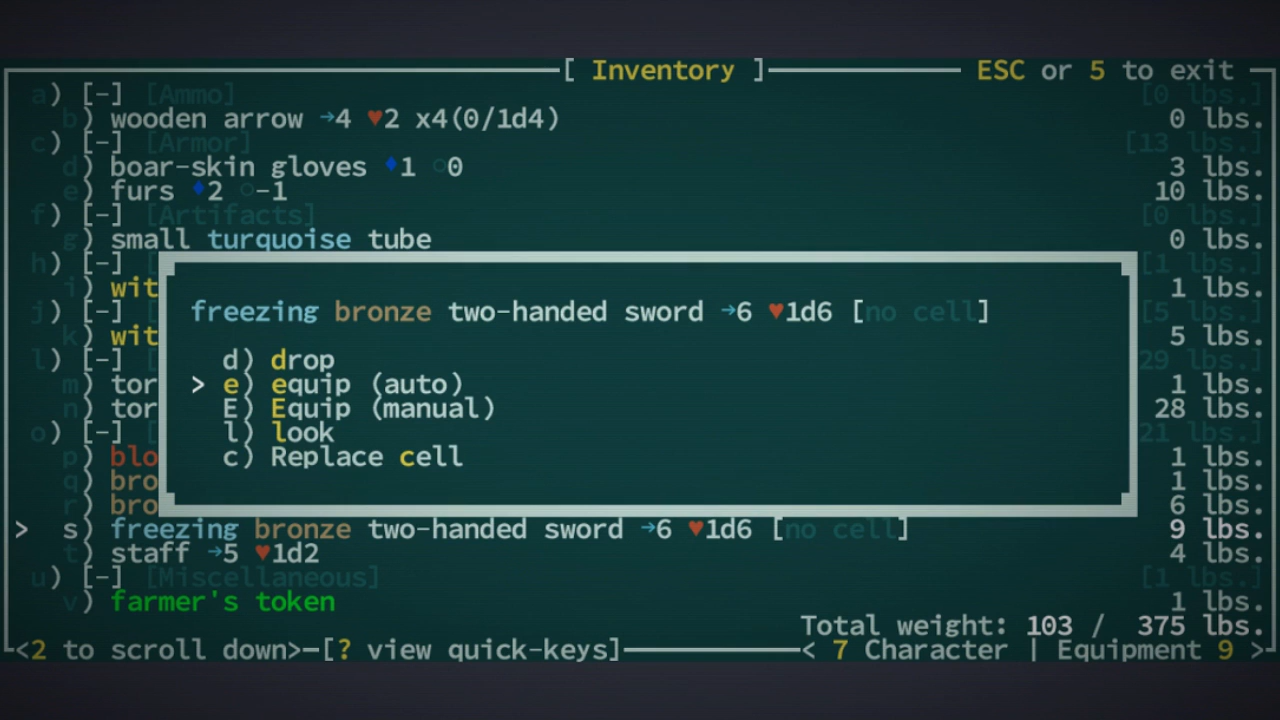 [ Inventory ] ESC or 5 to exit
a) [-] [Ammo] [0 lbs.]
b) wooden arrow →4 ♥2 x4(0/1d4) 0 lbs.
c) [-] [Armor] [13 lbs.]
d) boar-skin gloves ♦1 ○0 3 lbs.
e) furs ♦2 ○-1 10 lbs.
f) [-] [Artifacts] [0 lbs.]
g) small turquoise tube 0 lbs.
h) [-] [ [1 lbs.]
i) wit 1 lbs.
j) [-] [ [5 lbs.]
k) wit 5 lbs.
l) [-] [ 29 lbs.]
m) tor 1 lbs.
n) tor 28 lbs.
o) [-] [ 21 lbs.]
p) blo 1 lbs.
q) bro 1 lbs.
r) bro 6 lbs.
freezing bronze two-handed sword →6 ♥1d6 [no cell]
d) drop
> e) equip (auto)
E) Equip (manual)
l) look
c) Replace cell
> s) freezing bronze two-handed sword →6 ♥1d6 [no cell] 9 lbs.
t) staff →5 ♥1d2 4 lbs.
u) [-] [Miscellaneous] [1 lbs.]
v) farmer's token 1 lbs.
Total weight: 103 / 375 lbs.
<2 to scroll down> [? view quick-keys] < 7 Character | Equipment 9 >